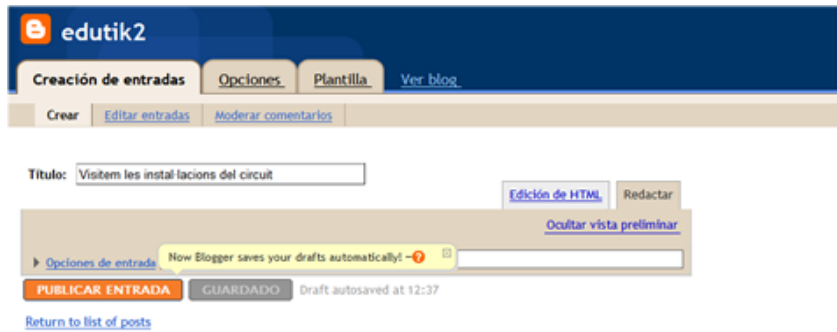 edutik2
Creación de entradas Opciones Plantilla Ver blog
Crear Editar entradas Moderar comentarios
Título: Visitem les instal·lacions del circuit
Edición de HTML Redactar
Ocultar vista preliminar
Opciones de entrada Now Blogger saves your drafts automatically! –?
PUBLICAR ENTRADA GUARDADO Draft autosaved at 12:37
Return to list of posts